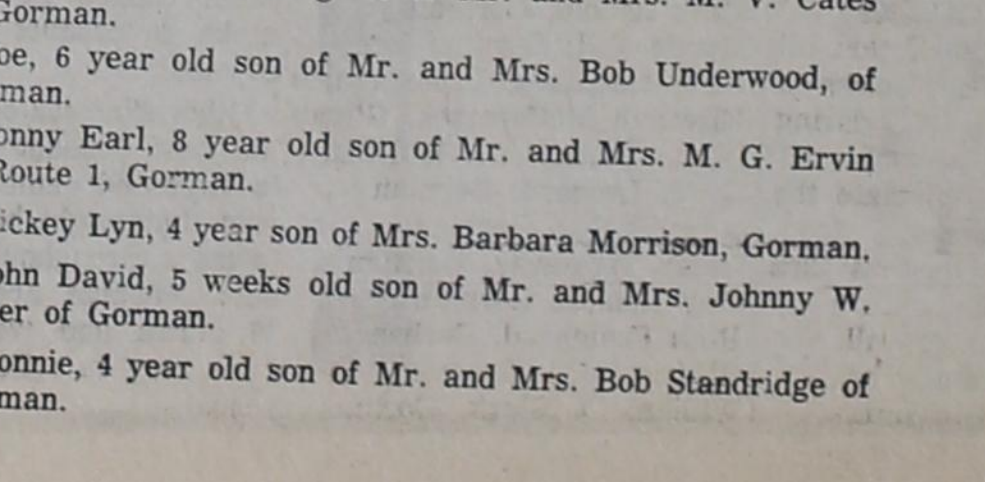 Mrs. M. V. Cates
Gorman.
oe, 6 year old son of Mr. and Mrs. Bob Underwood, of
man.
onny Earl, 8 year old son of Mr. and Mrs. M. G. Ervin
Route 1, Gorman.
ickey Lyn, 4 year son of Mrs. Barbara Morrison, Gorman.
ohn David, 5 weeks old son of Mr. and Mrs. Johnny W.
er of Gorman.
onnie, 4 year old son of Mr. and Mrs. Bob Standridge of
man.